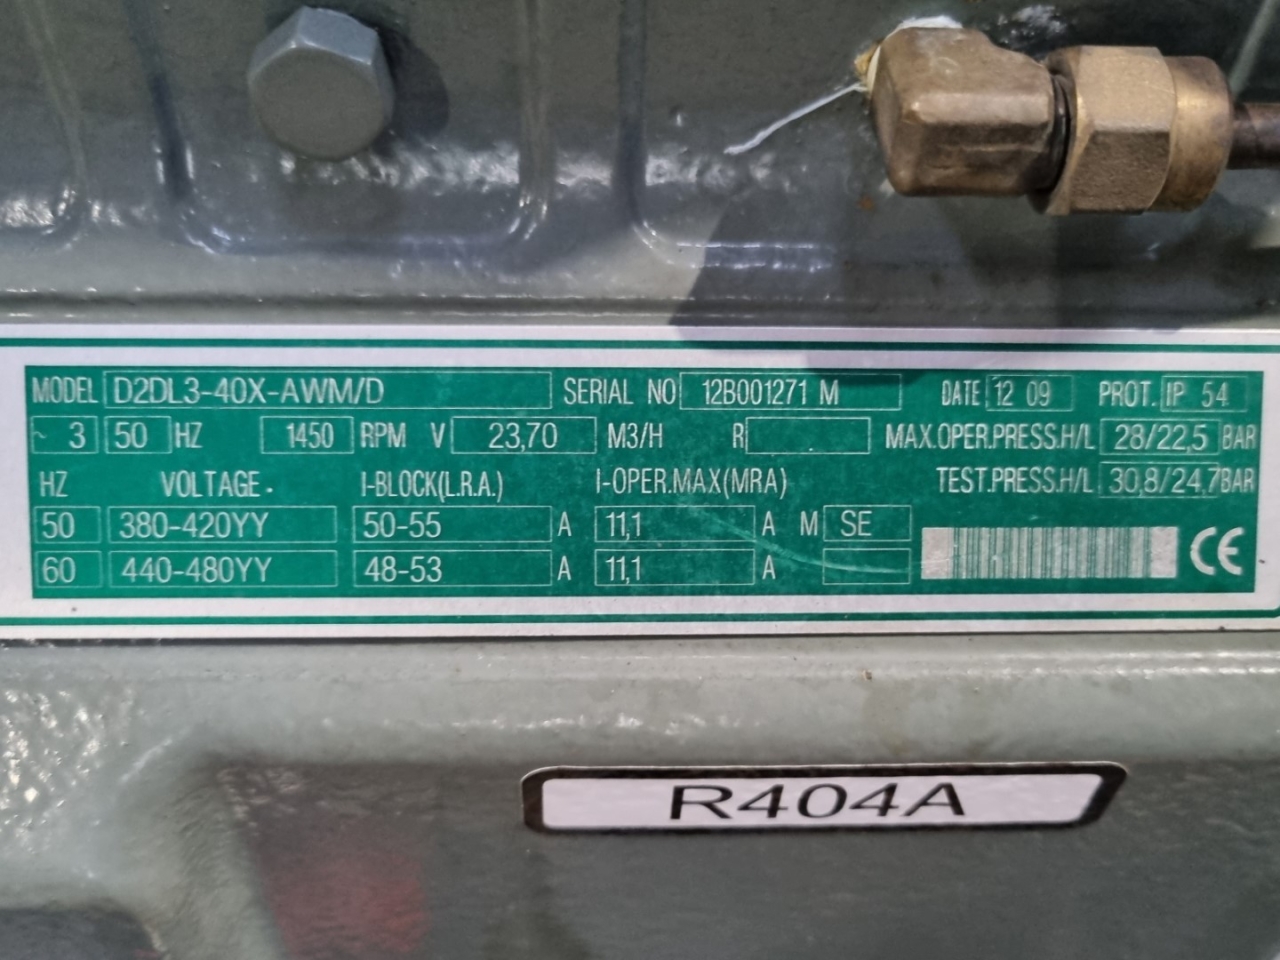 MODEL D2DL3-40X-AWM/D SERIAL NO 12B001271 M DATE 12 09 PROT. IP 54
~ 3 50 HZ 1450 RPM V 23,70 M3/H R MAX.OPER.PRESS.H/L 28/22,5 BAR
HZ VOLTAGE. I-BLOCK(L.R.A.) I-OPER.MAX(MRA) TEST.PRESS.H/L 30,8/24,7 BAR
50 380-420YY 50-55 A 11,1 A M SE
60 440-480YY 48-53 A 11,1 A CE
R404A